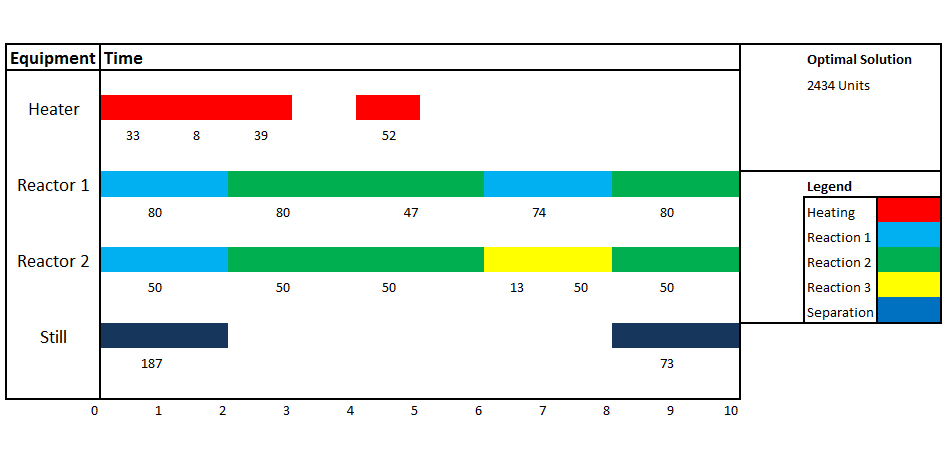 Equipment Time
Optimal Solution
2434 Units
Heater
33 8 39 52
Reactor 1
Legend
80 80 47 74 80
Heating
Reaction 1
Reactor 2
Reaction 2
50 50 50 13 50 50
Reaction 3
Separation
Still
187 73
0 1 2 3 4 5 6 7 8 9 10